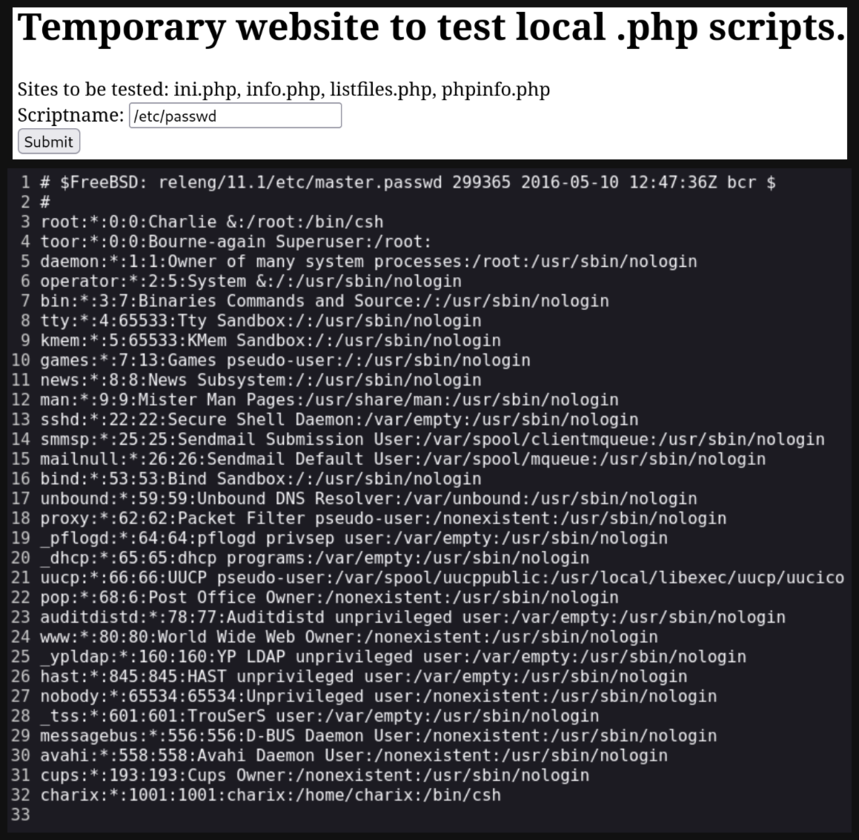 Temporary website to test local .php scripts.
Sites to be tested: ini.php, info.php, listfiles.php, phpinfo.php
Scriptname: /etc/passwd
Submit
1 # $FreeBSD: releng/11.1/etc/master.passwd 299365 2016-05-10 12:47:36Z bcr $
2 #
3 root:*:0:0:Charlie &:/root:/bin/csh
4 toor:*:0:0:Bourne-again Superuser:/root:
5 daemon:*:1:1:Owner of many system processes:/root:/usr/sbin/nologin
6 operator:*:2:5:System &:/:/usr/sbin/nologin
7 bin:*:3:7:Binaries Commands and Source:/:/usr/sbin/nologin
8 tty:*:4:65533:Tty Sandbox:/:/usr/sbin/nologin
9 kmem:*:5:65533:KMem Sandbox:/:/usr/sbin/nologin
10 games:*:7:13:Games pseudo-user:/:/usr/sbin/nologin
11 news:*:8:8:News Subsystem:/:/usr/sbin/nologin
12 man:*:9:9:Mister Man Pages:/usr/share/man:/usr/sbin/nologin
13 sshd:*:22:22:Secure Shell Daemon:/var/empty:/usr/sbin/nologin
14 smmsp:*:25:25:Sendmail Submission User:/var/spool/clientmqueue:/usr/sbin/nologin
15 mailnull:*:26:26:Sendmail Default User:/var/spool/mqueue:/usr/sbin/nologin
16 bind:*:53:53:Bind Sandbox:/:/usr/sbin/nologin
17 unbound:*:59:59:Unbound DNS Resolver:/var/unbound:/usr/sbin/nologin
18 proxy:*:62:62:Packet Filter pseudo-user:/nonexistent:/usr/sbin/nologin
19 _pflogd:*:64:64:pflogd privsep user:/var/empty:/usr/sbin/nologin
20 _dhcp:*:65:65:dhcp programs:/var/empty:/usr/sbin/nologin
21 uucp:*:66:66:UUCP pseudo-user:/var/spool/uucppublic:/usr/local/libexec/uucp/uucico
22 pop:*:68:6:Post Office Owner:/nonexistent:/usr/sbin/nologin
23 auditdistd:*:78:77:Auditdistd unprivileged user:/var/empty:/usr/sbin/nologin
24 www:*:80:80:World Wide Web Owner:/nonexistent:/usr/sbin/nologin
25 _ypldap:*:160:160:YP LDAP unprivileged user:/var/empty:/usr/sbin/nologin
26 hast:*:845:845:HAST unprivileged user:/var/empty:/usr/sbin/nologin
27 nobody:*:65534:65534:Unprivileged user:/nonexistent:/usr/sbin/nologin
28 _tss:*:601:601:TrouSerS user:/var/empty:/usr/sbin/nologin
29 messagebus:*:556:556:D-BUS Daemon User:/nonexistent:/usr/sbin/nologin
30 avahi:*:558:558:Avahi Daemon User:/nonexistent:/usr/sbin/nologin
31 cups:*:193:193:Cups Owner:/nonexistent:/usr/sbin/nologin
32 charix:*:1001:1001:charix:/home/charix:/bin/csh
33